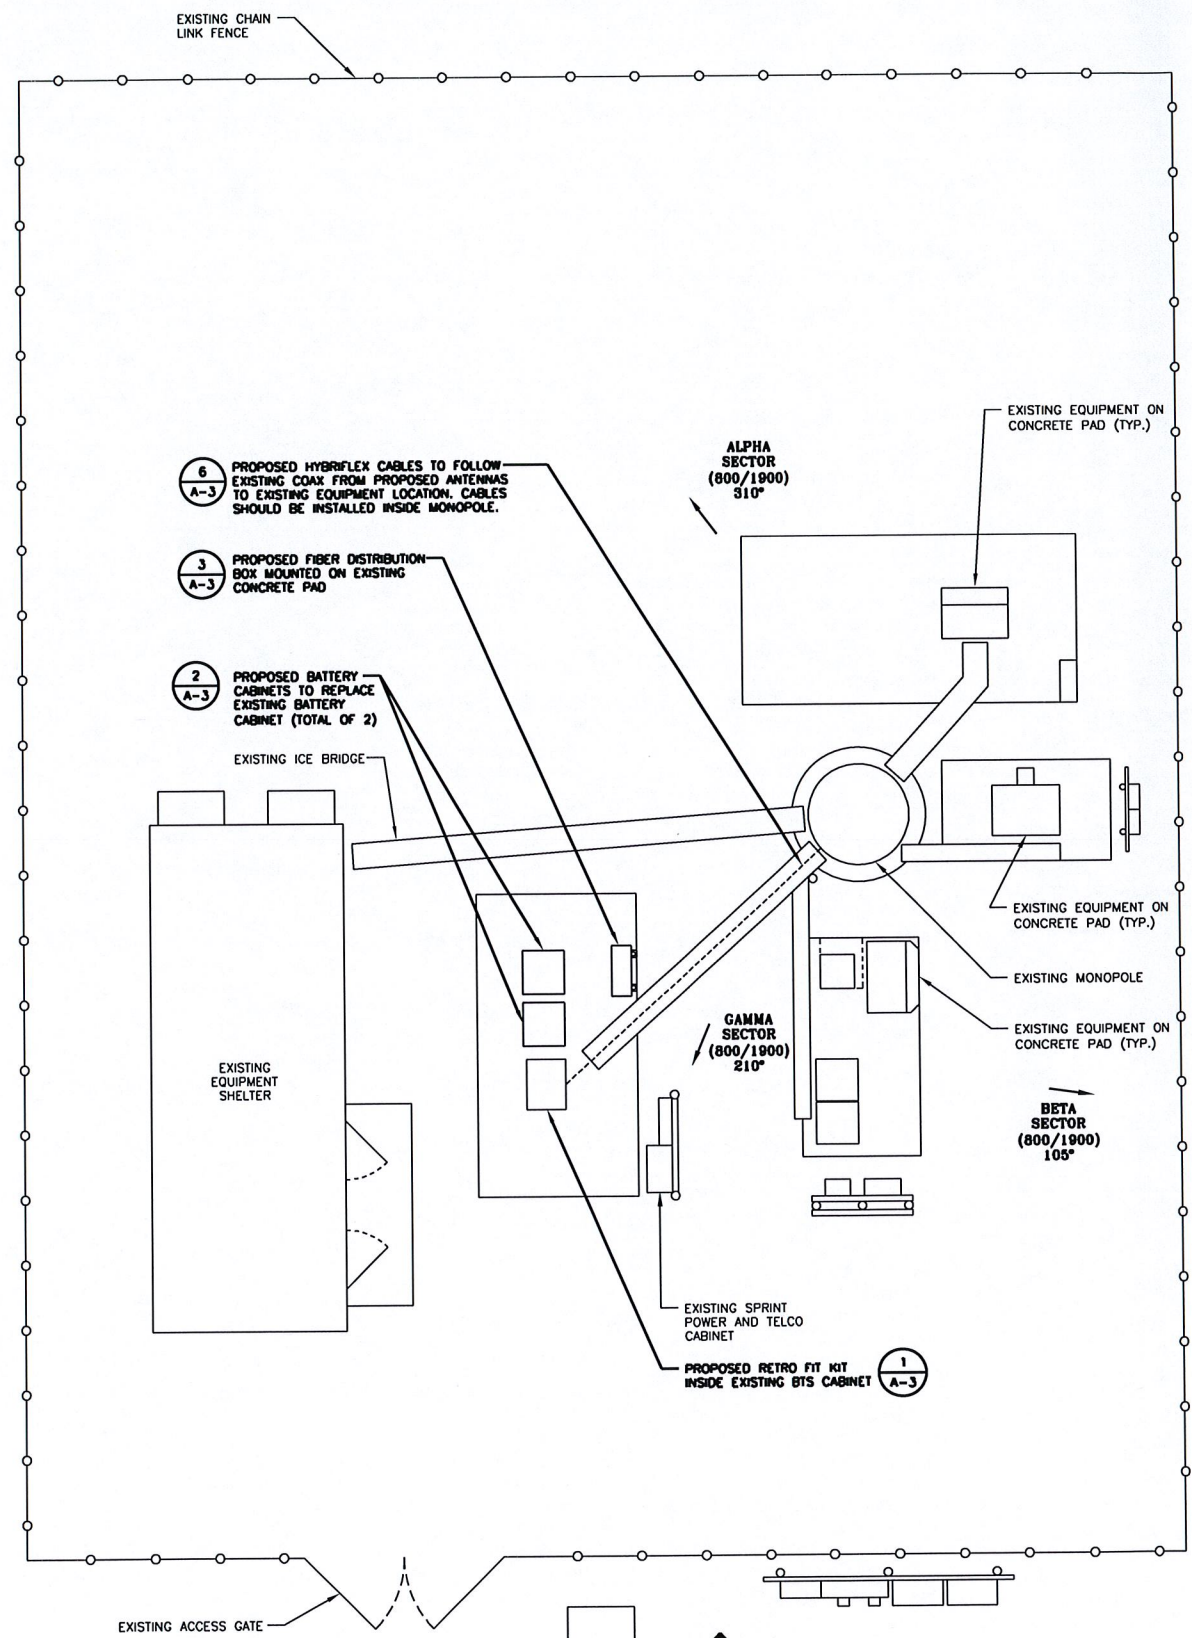 EXISTING CHAIN
LINK FENCE
EXISTING EQUIPMENT ON
CONCRETE PAD (TYP.)
ALPHA
SECTOR
(800/1900)
310°
6
A-3
PROPOSED HYBRIFLEX CABLES TO FOLLOW
EXISTING COAX FROM PROPOSED ANTENNAS
TO EXISTING EQUIPMENT LOCATION. CABLES
SHOULD BE INSTALLED INSIDE MONOPOLE.
3
A-3
PROPOSED FIBER DISTRIBUTION
BOX MOUNTED ON EXISTING
CONCRETE PAD
2
A-3
PROPOSED BATTERY
CABINETS TO REPLACE
EXISTING BATTERY
CABINET (TOTAL OF 2)
EXISTING ICE BRIDGE
EXISTING EQUIPMENT ON
CONCRETE PAD (TYP.)
EXISTING MONOPOLE
EXISTING EQUIPMENT ON
CONCRETE PAD (TYP.)
GAMMA
SECTOR
(800/1900)
210°
EXISTING
EQUIPMENT
SHELTER
BETA
SECTOR
(800/1900)
105°
EXISTING SPRINT
POWER AND TELCO
CABINET
PROPOSED RETRO FIT KIT
INSIDE EXISTING BTS CABINET
1
A-3
EXISTING ACCESS GATE